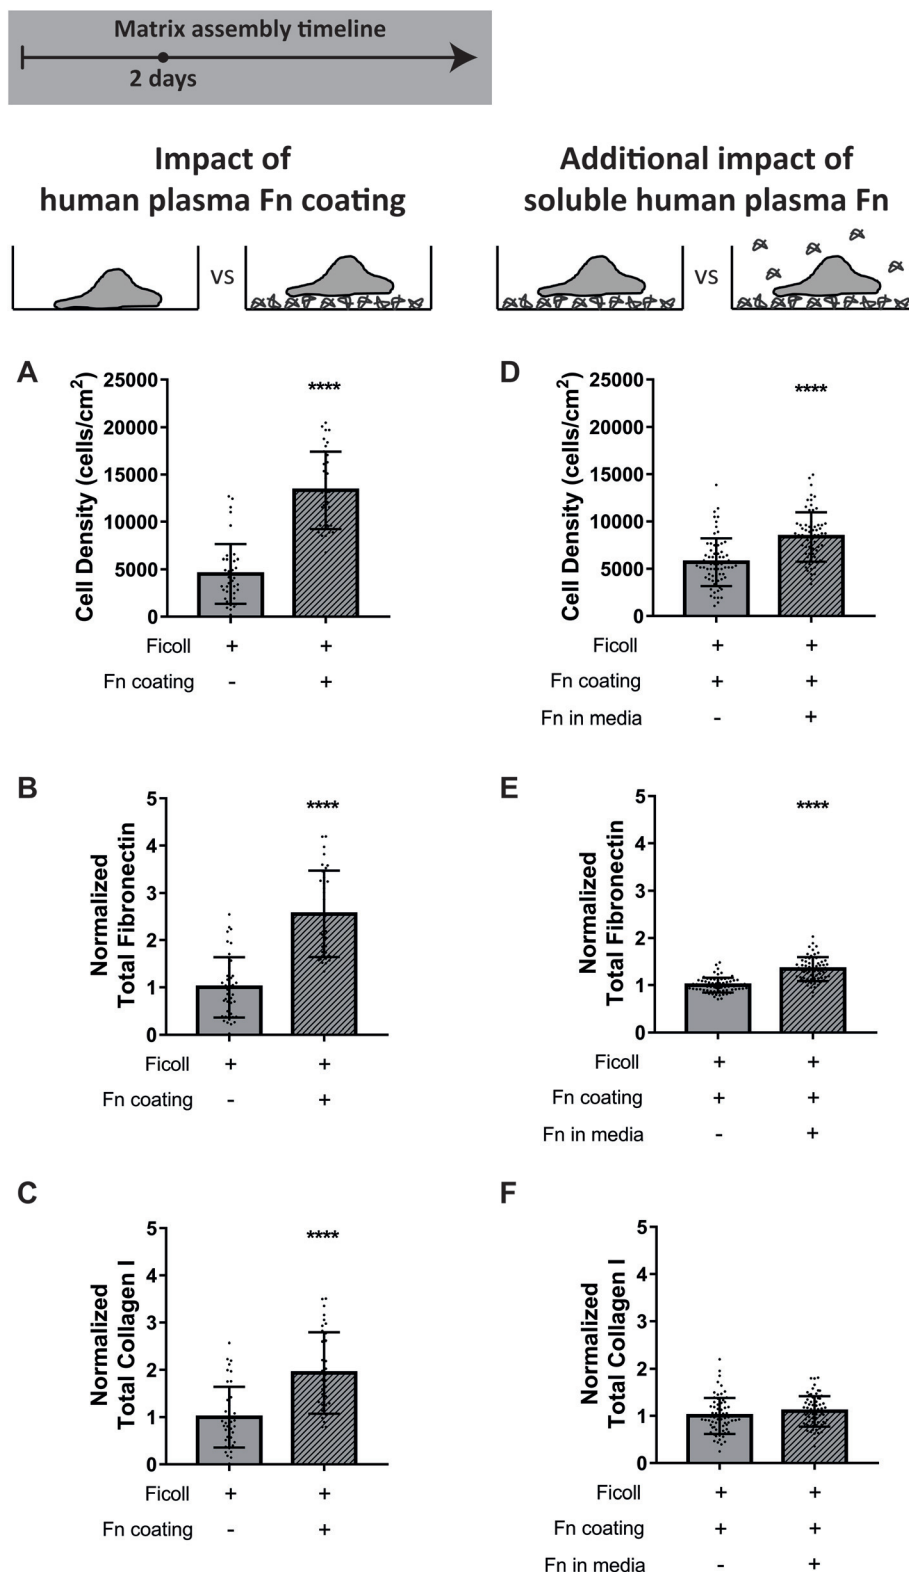 Matrix assembly timeline
2 days
Impact of
human plasma Fn coating
Additional impact of
soluble human plasma Fn
vs
vs
A
Cell Density (cells/cm²)
25000
20000
15000
10000
5000
0
****
Ficoll + +
Fn coating - +
D
Cell Density (cells/cm²)
25000
20000
15000
10000
5000
0
****
Ficoll + +
Fn coating + +
Fn in media - +
B
Normalized
Total Fibronectin
5
4
3
2
1
0
****
Ficoll + +
Fn coating - +
E
Normalized
Total Fibronectin
5
4
3
2
1
0
****
Ficoll + +
Fn coating + +
Fn in media - +
C
Normalized
Total Collagen I
5
4
3
2
1
0
****
Ficoll + +
Fn coating - +
F
Normalized
Total Collagen I
5
4
3
2
1
0
Ficoll + +
Fn coating + +
Fn in media - +